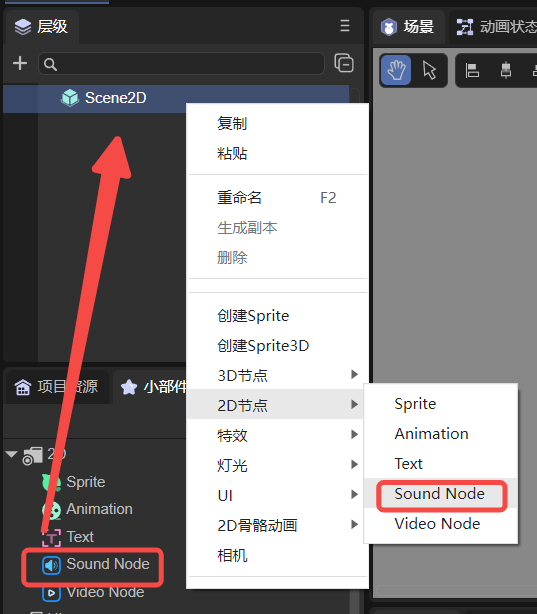 层级
场景
动画状态
Scene2D
复制
粘贴
重命名 F2
生成副本
删除
创建Sprite
创建Sprite3D
3D节点
2D节点
特效
灯光
UI
2D骨骼动画
相机
Sprite
Animation
Text
Sound Node
Video Node
项目资源
小部件
2D
Sprite
Animation
Text
Sound Node
Video Node